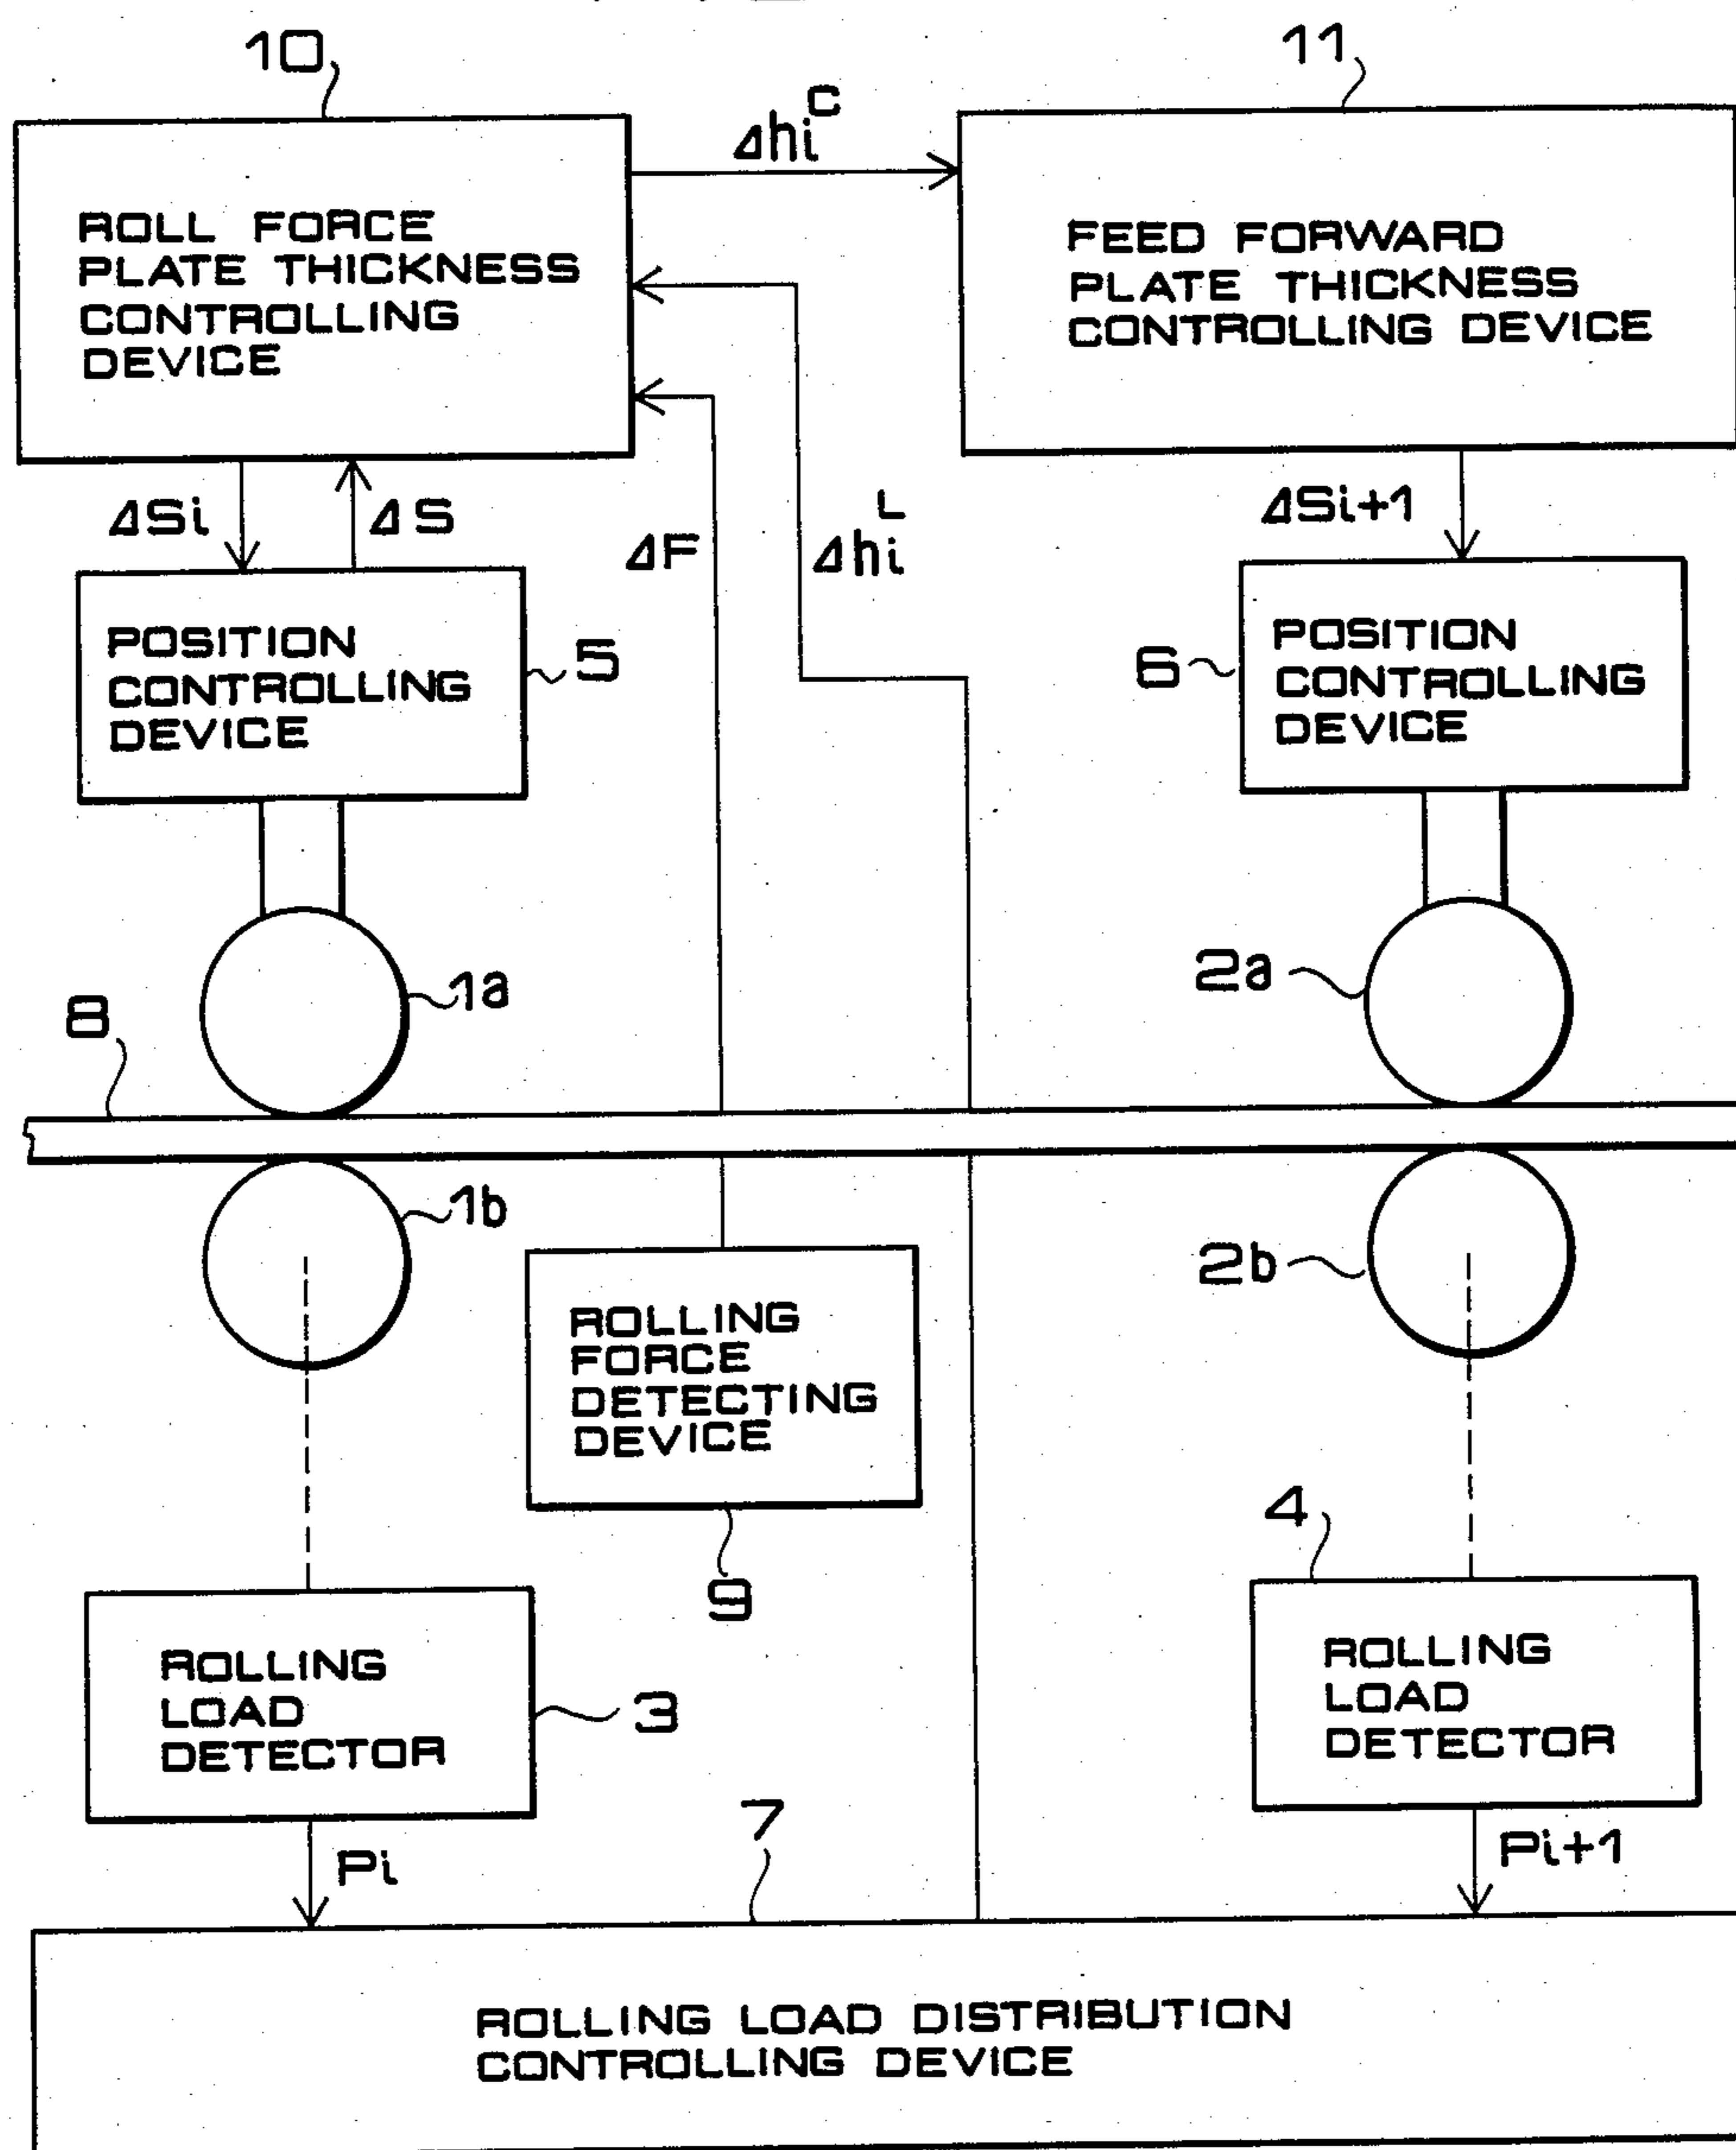 10
11
Δhi^C
ROLL FORCE
PLATE THICKNESS
CONTROLLING
DEVICE
FEED FORWARD
PLATE THICKNESS
CONTROLLING DEVICE
ΔSi
ΔS
ΔF
Δhi^L
ΔSi+1
POSITION
CONTROLLING
DEVICE
5
6
POSITION
CONTROLLING
DEVICE
1a
2a
8
1b
2b
ROLLING
FORCE
DETECTING
DEVICE
9
4
ROLLING
LOAD
DETECTOR
3
ROLLING
LOAD
DETECTOR
7
Pi
Pi+1
ROLLING LOAD DISTRIBUTION
CONTROLLING DEVICE